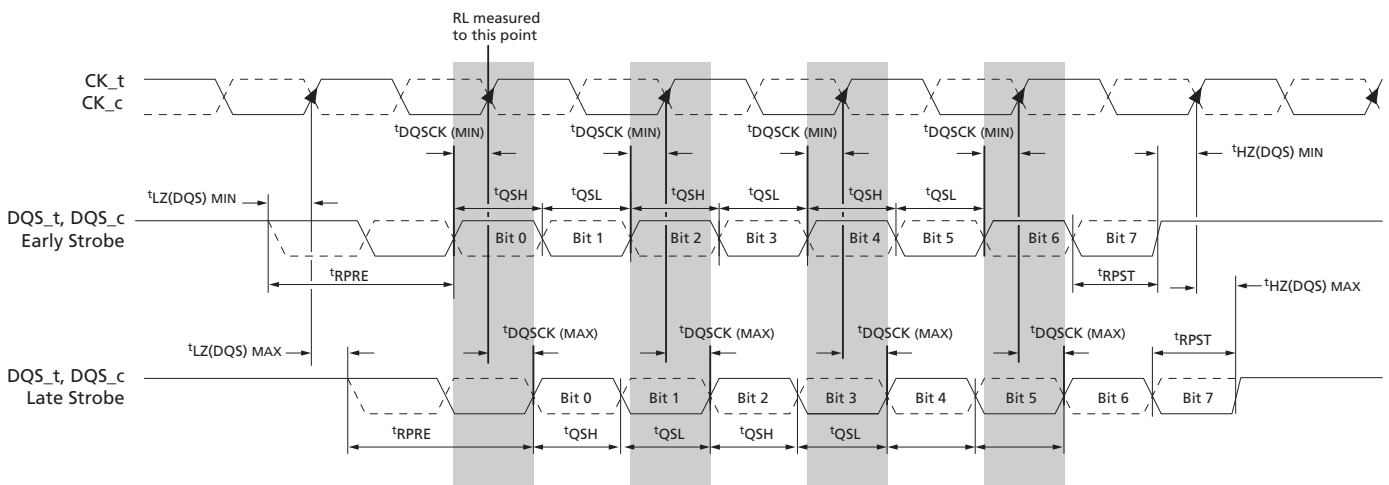 RL measured
to this point
CK_t
CK_c
tDQSCK (MIN) tDQSCK (MIN) tDQSCK (MIN) tDQSCK (MIN)
tHZ(DQS) MIN
tLZ(DQS) MIN
tQSH tQSL tQSH tQSL tQSH tQSL
DQS_t, DQS_c
Early Strobe
Bit 0 Bit 1 Bit 2 Bit 3 Bit 4 Bit 5 Bit 6 Bit 7
tRPRE
tRPST
tHZ(DQS) MAX
tDQSCK (MAX) tDQSCK (MAX) tDQSCK (MAX) tDQSCK (MAX)
tRPST
tLZ(DQS) MAX
DQS_t, DQS_c
Late Strobe
Bit 0 Bit 1 Bit 2 Bit 3 Bit 4 Bit 5 Bit 6 Bit 7
tRPRE
tQSH tQSL tQSH tQSL